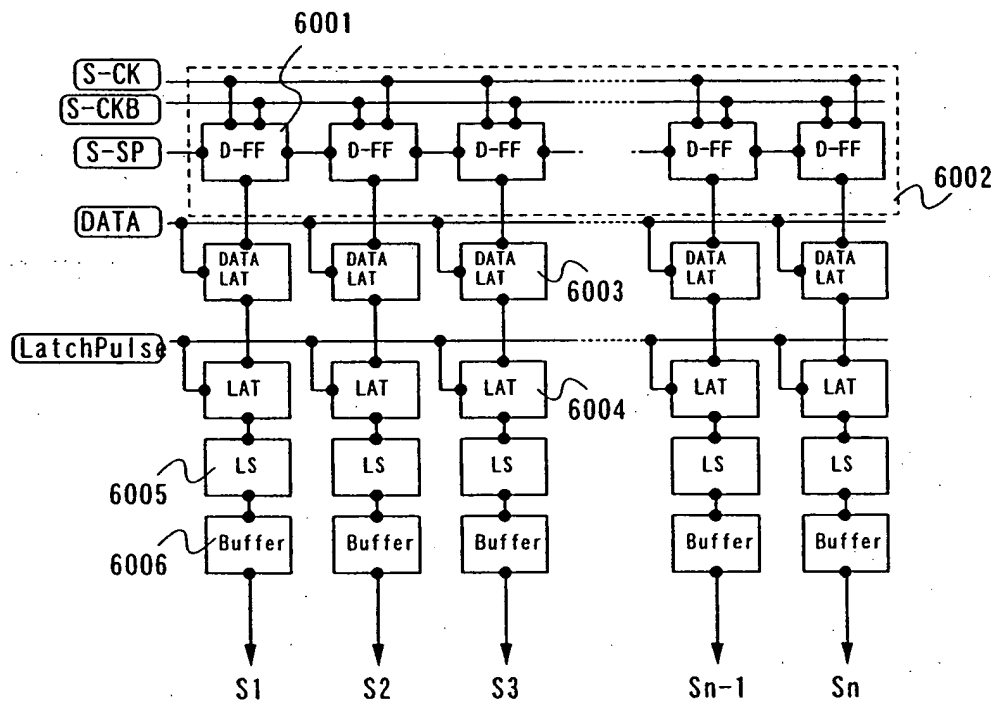 6001
S-CK
S-CKB
S-SP
D-FF D-FF D-FF D-FF D-FF
6002
DATA
DATA LAT DATA LAT DATA LAT DATA LAT DATA LAT
6003
LatchPulse
LAT LAT LAT LAT LAT
6004
LS LS LS LS LS
6005
Buffer Buffer Buffer Buffer Buffer
6006
S1 S2 S3 Sn-1 Sn